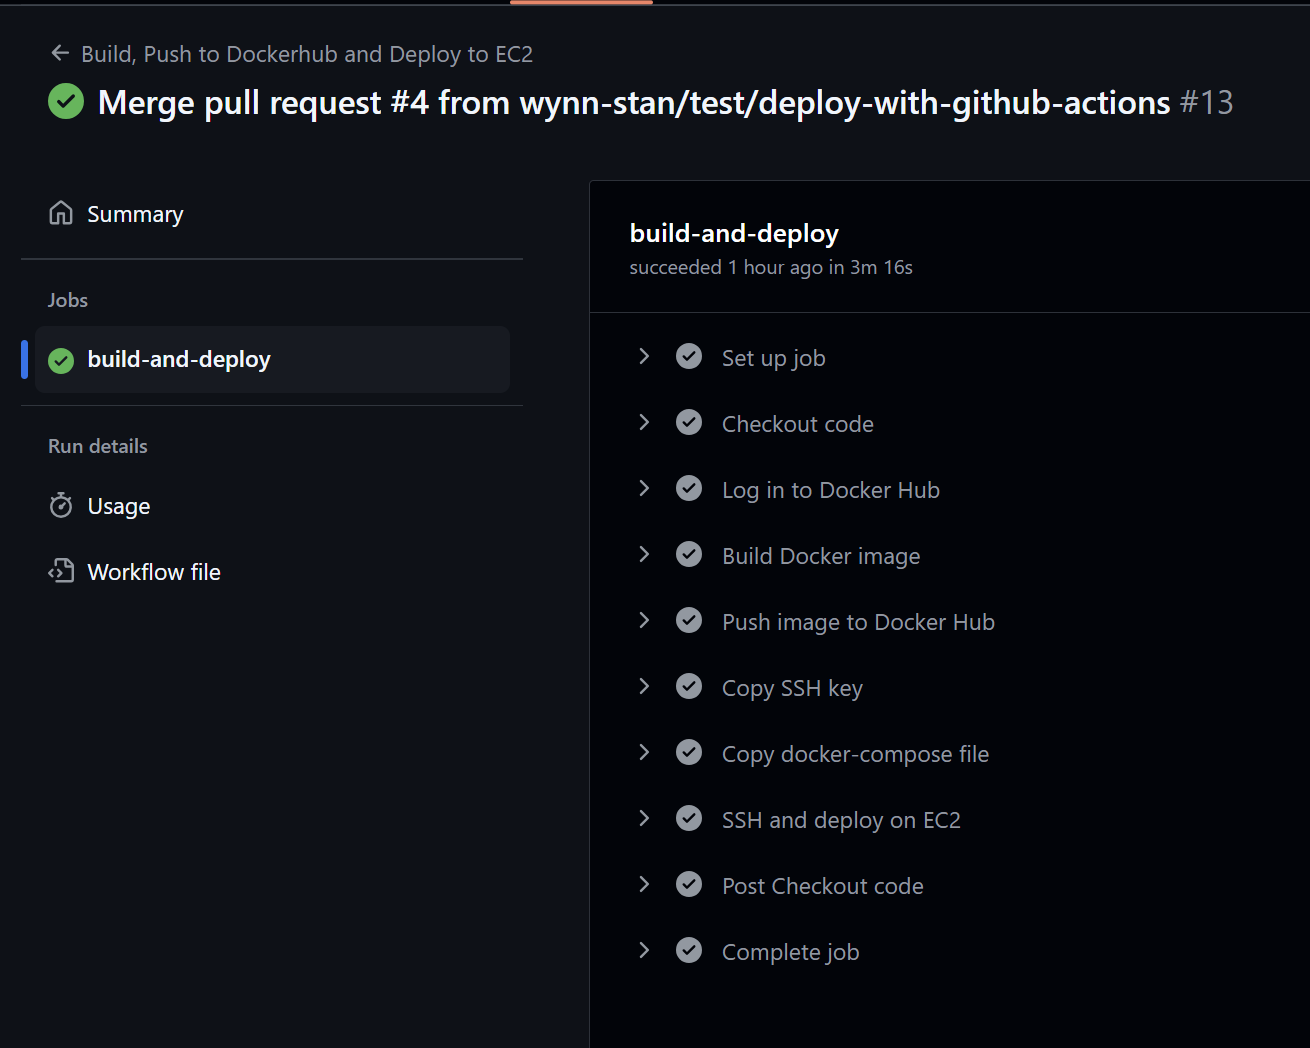 Build, Push to Dockerhub and Deploy to EC2
Merge pull request #4 from wynn-stan/test/deploy-with-github-actions #13
Summary
Jobs
build-and-deploy
Run details
Usage
Workflow file
build-and-deploy
succeeded 1 hour ago in 3m 16s
Set up job
Checkout code
Log in to Docker Hub
Build Docker image
Push image to Docker Hub
Copy SSH key
Copy docker-compose file
SSH and deploy on EC2
Post Checkout code
Complete job